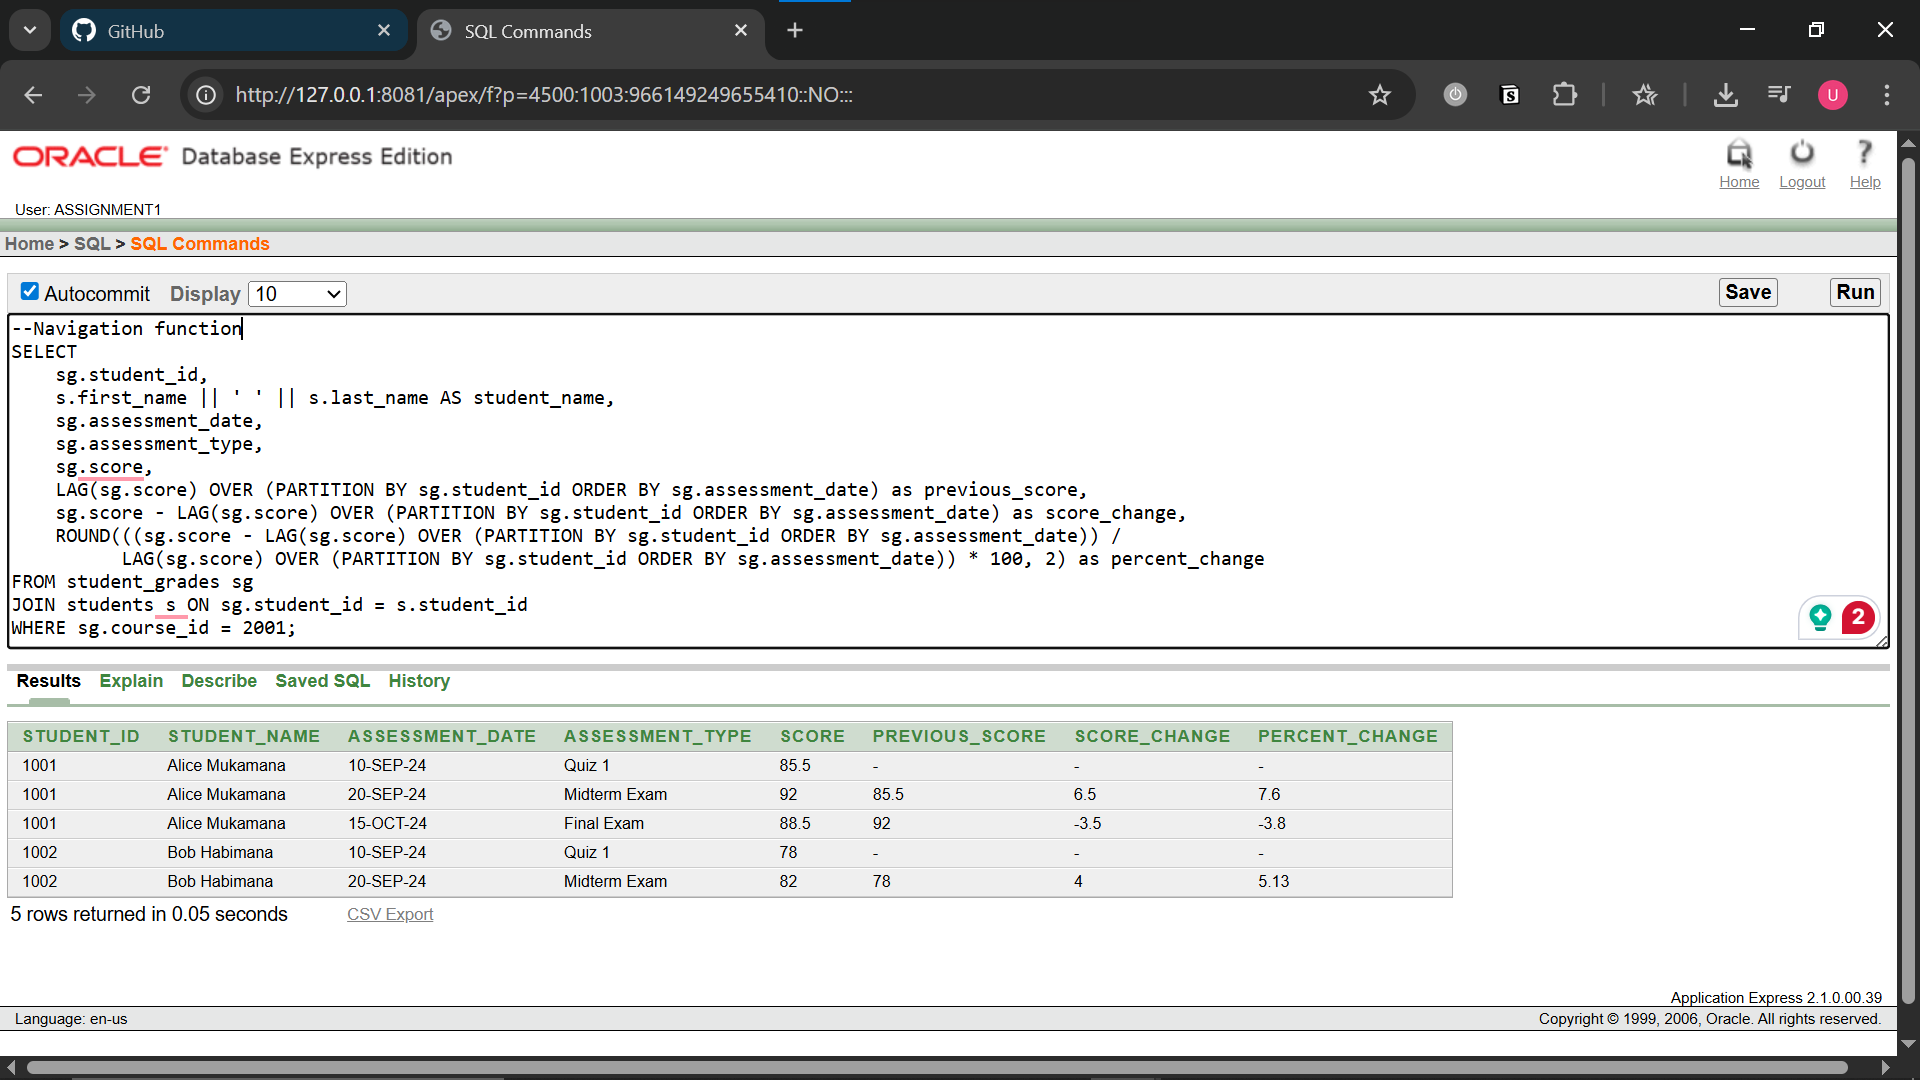 GitHub
SQL Commands
http://127.0.0.1:8081/apex/f?p=4500:1003:966149249655410::NO:::
U
ORACLE Database Express Edition
Home Logout Help
User: ASSIGNMENT1
Home > SQL > SQL Commands
Autocommit Display 10 Save Run
--Navigation function
SELECT
    sg.student_id,
    s.first_name || ' ' || s.last_name AS student_name,
    sg.assessment_date,
    sg.assessment_type,
    sg.score,
    LAG(sg.score) OVER (PARTITION BY sg.student_id ORDER BY sg.assessment_date) as previous_score,
    sg.score - LAG(sg.score) OVER (PARTITION BY sg.student_id ORDER BY sg.assessment_date) as score_change,
    ROUND(((sg.score - LAG(sg.score) OVER (PARTITION BY sg.student_id ORDER BY sg.assessment_date)) /
          LAG(sg.score) OVER (PARTITION BY sg.student_id ORDER BY sg.assessment_date)) * 100, 2) as percent_change
FROM student_grades sg
JOIN students s ON sg.student_id = s.student_id
WHERE sg.course_id = 2001;
2
Results Explain Describe Saved SQL History
STUDENT_ID STUDENT_NAME ASSESSMENT_DATE ASSESSMENT_TYPE SCORE PREVIOUS_SCORE SCORE_CHANGE PERCENT_CHANGE
1001 Alice Mukamana 10-SEP-24 Quiz 1 85.5 - - -
1001 Alice Mukamana 20-SEP-24 Midterm Exam 92 85.5 6.5 7.6
1001 Alice Mukamana 15-OCT-24 Final Exam 88.5 92 -3.5 -3.8
1002 Bob Habimana 10-SEP-24 Quiz 1 78 - - -
1002 Bob Habimana 20-SEP-24 Midterm Exam 82 78 4 5.13
5 rows returned in 0.05 seconds CSV Export
Application Express 2.1.0.00.39
Language: en-us Copyright © 1999, 2006, Oracle. All rights reserved.